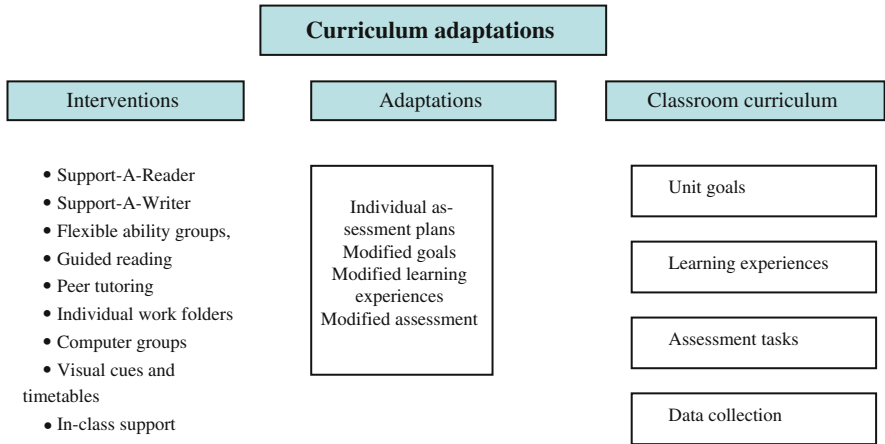 Curriculum adaptations
Interventions
Adaptations
Classroom curriculum
• Support-A-Reader
• Support-A-Writer
• Flexible ability groups,
• Guided reading
• Peer tutoring
• Individual work folders
• Computer groups
• Visual cues and
timetables
• In-class support
Individual as-
sessment plans
Modified goals
Modified learning
experiences
Modified assessment
Unit goals
Learning experiences
Assessment tasks
Data collection